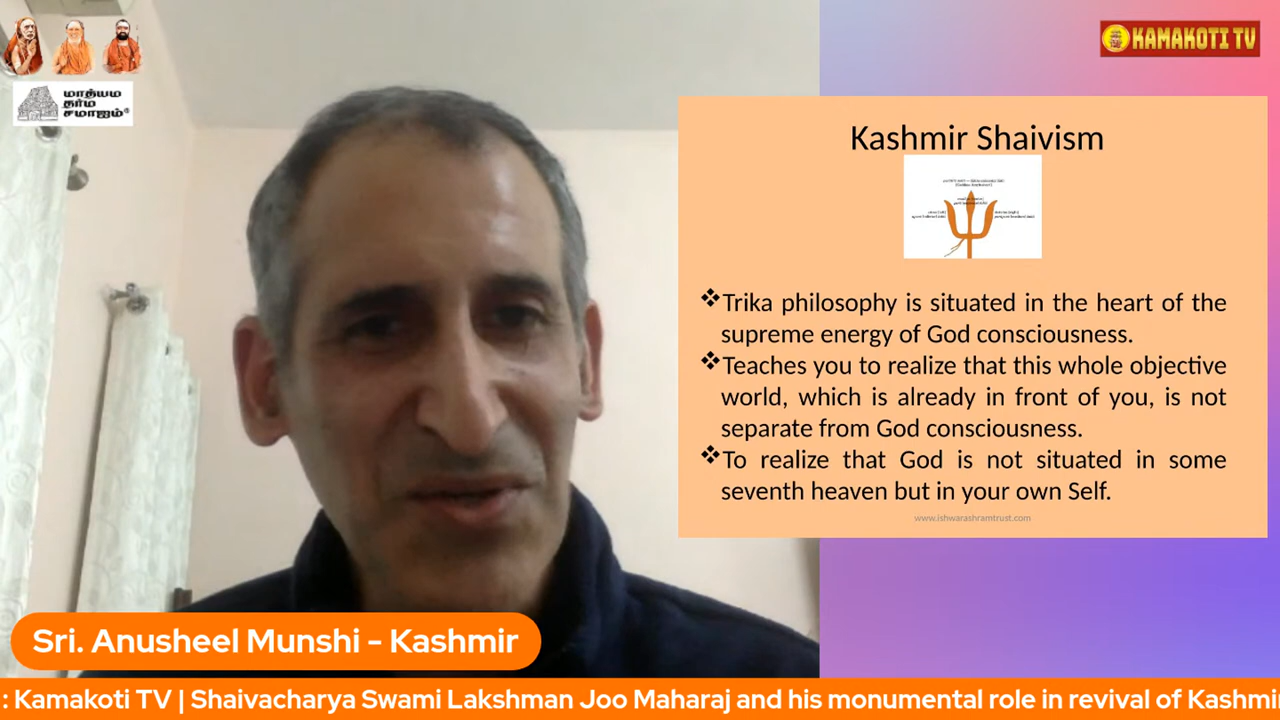 மாத்யம
தர்ம
சமாஜம்®
KAMAKOTI TV
Kashmir Shaivism
❖Trika philosophy is situated in the heart of the
supreme energy of God consciousness.
❖Teaches you to realize that this whole objective
world, which is already in front of you, is not
separate from God consciousness.
❖To realize that God is not situated in some
seventh heaven but in your own Self.
www.ishwarashramtrust.com
Sri. Anusheel Munshi - Kashmir
: Kamakoti TV | Shaivacharya Swami Lakshman Joo Maharaj and his monumental role in revival of Kashmi